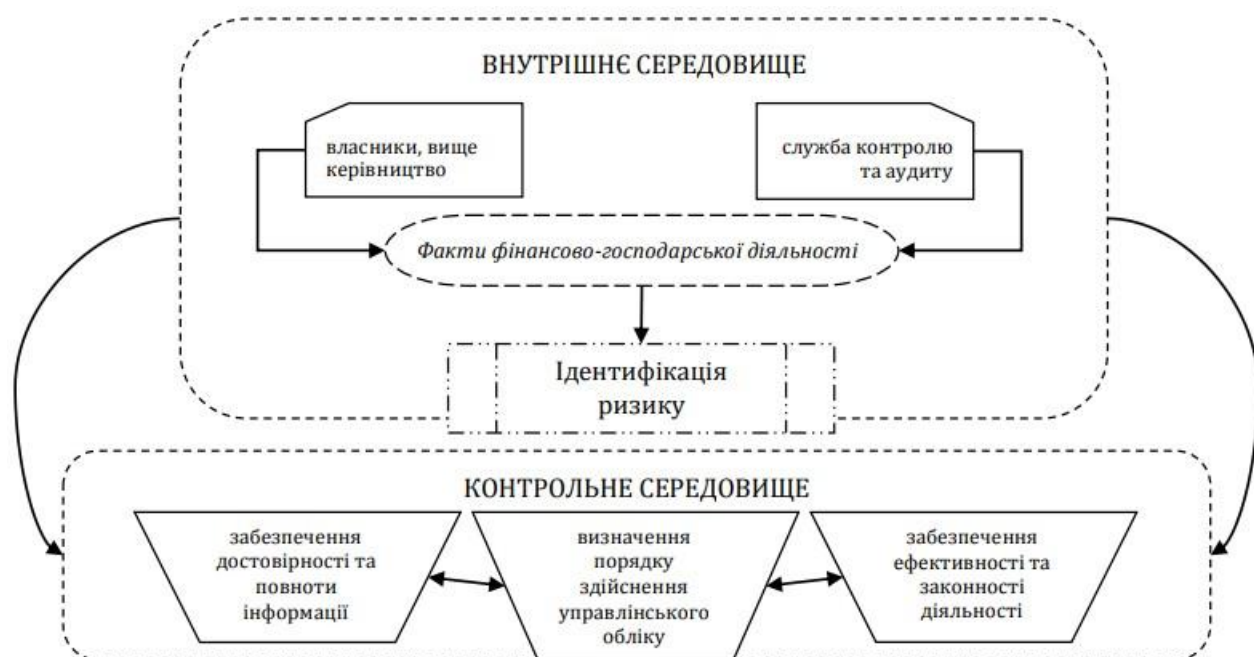 ВНУТРІШНЄ СЕРЕДОВИЩЕ
власники, вище
керівництво
служба контролю
та аудиту
Факти фінансово-господарської діяльності
Ідентифікація
ризику
КОНТРОЛЬНЕ СЕРЕДОВИЩЕ
забезпечення
достовірності та
повноти
інформації
визначення
порядку
здійснення
управлінського
обліку
забезпечення
ефективності та
законності
діяльності